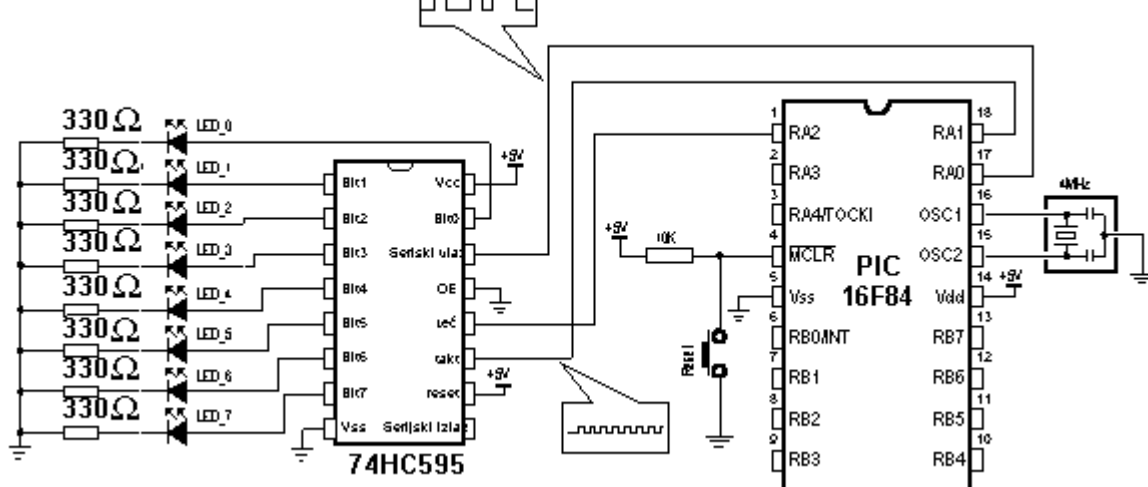 330Ω LED_0
330Ω LED_1
330Ω LED_2
330Ω LED_3
330Ω LED_4
330Ω LED_5
330Ω LED_6
330Ω LED_7
+5V
Bit1 Vcc
Bit2 Bit0
Bit3 Serijski ulaz
Bit4 OE
Bit5 leč
Bit6 takt
Bit7 reset
+5V
Vss Serijski izlaz
74HC595
+5V
10K
Reset
1 RA2 RA1 18
2 RA3 RA0 17
3 RA4/TOCKI OSC1 16
4 MCLR OSC2 15
5 Vss Vdd 14
+5V
6 RB0/INT RB7 13
7 RB1 RB6 12
8 RB2 RB5 11
9 RB3 RB4 10
PIC
16F84
4MHz